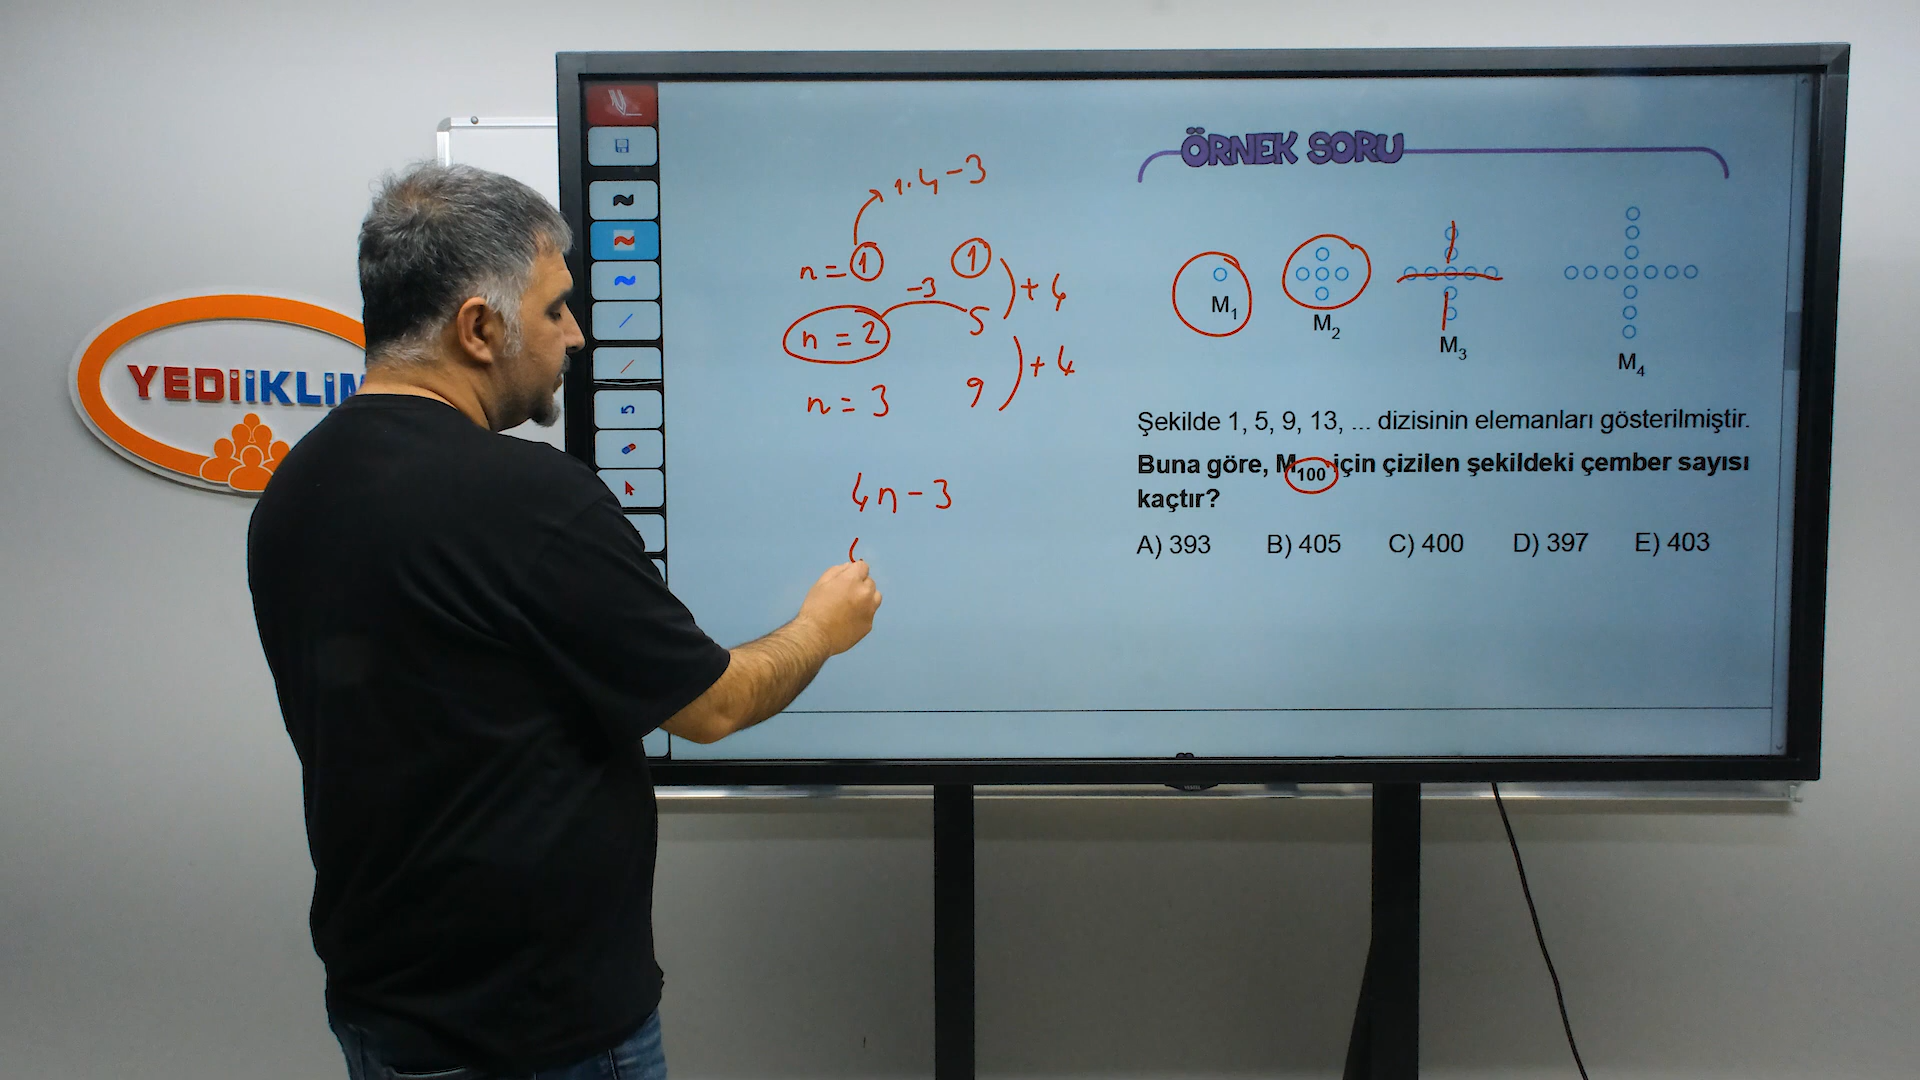 YEDİİKLİM
1·4-3
n = 1 1
-3
+ 4
n = 2 5
+ 4
n = 3 9
4n - 3
ÖRNEK SORU
M1 M2 M3 M4
Şekilde 1, 5, 9, 13, ... dizisinin elemanları gösterilmiştir.
Buna göre, M100 için çizilen şekildeki çember sayısı
kaçtır?
A) 393 B) 405 C) 400 D) 397 E) 403